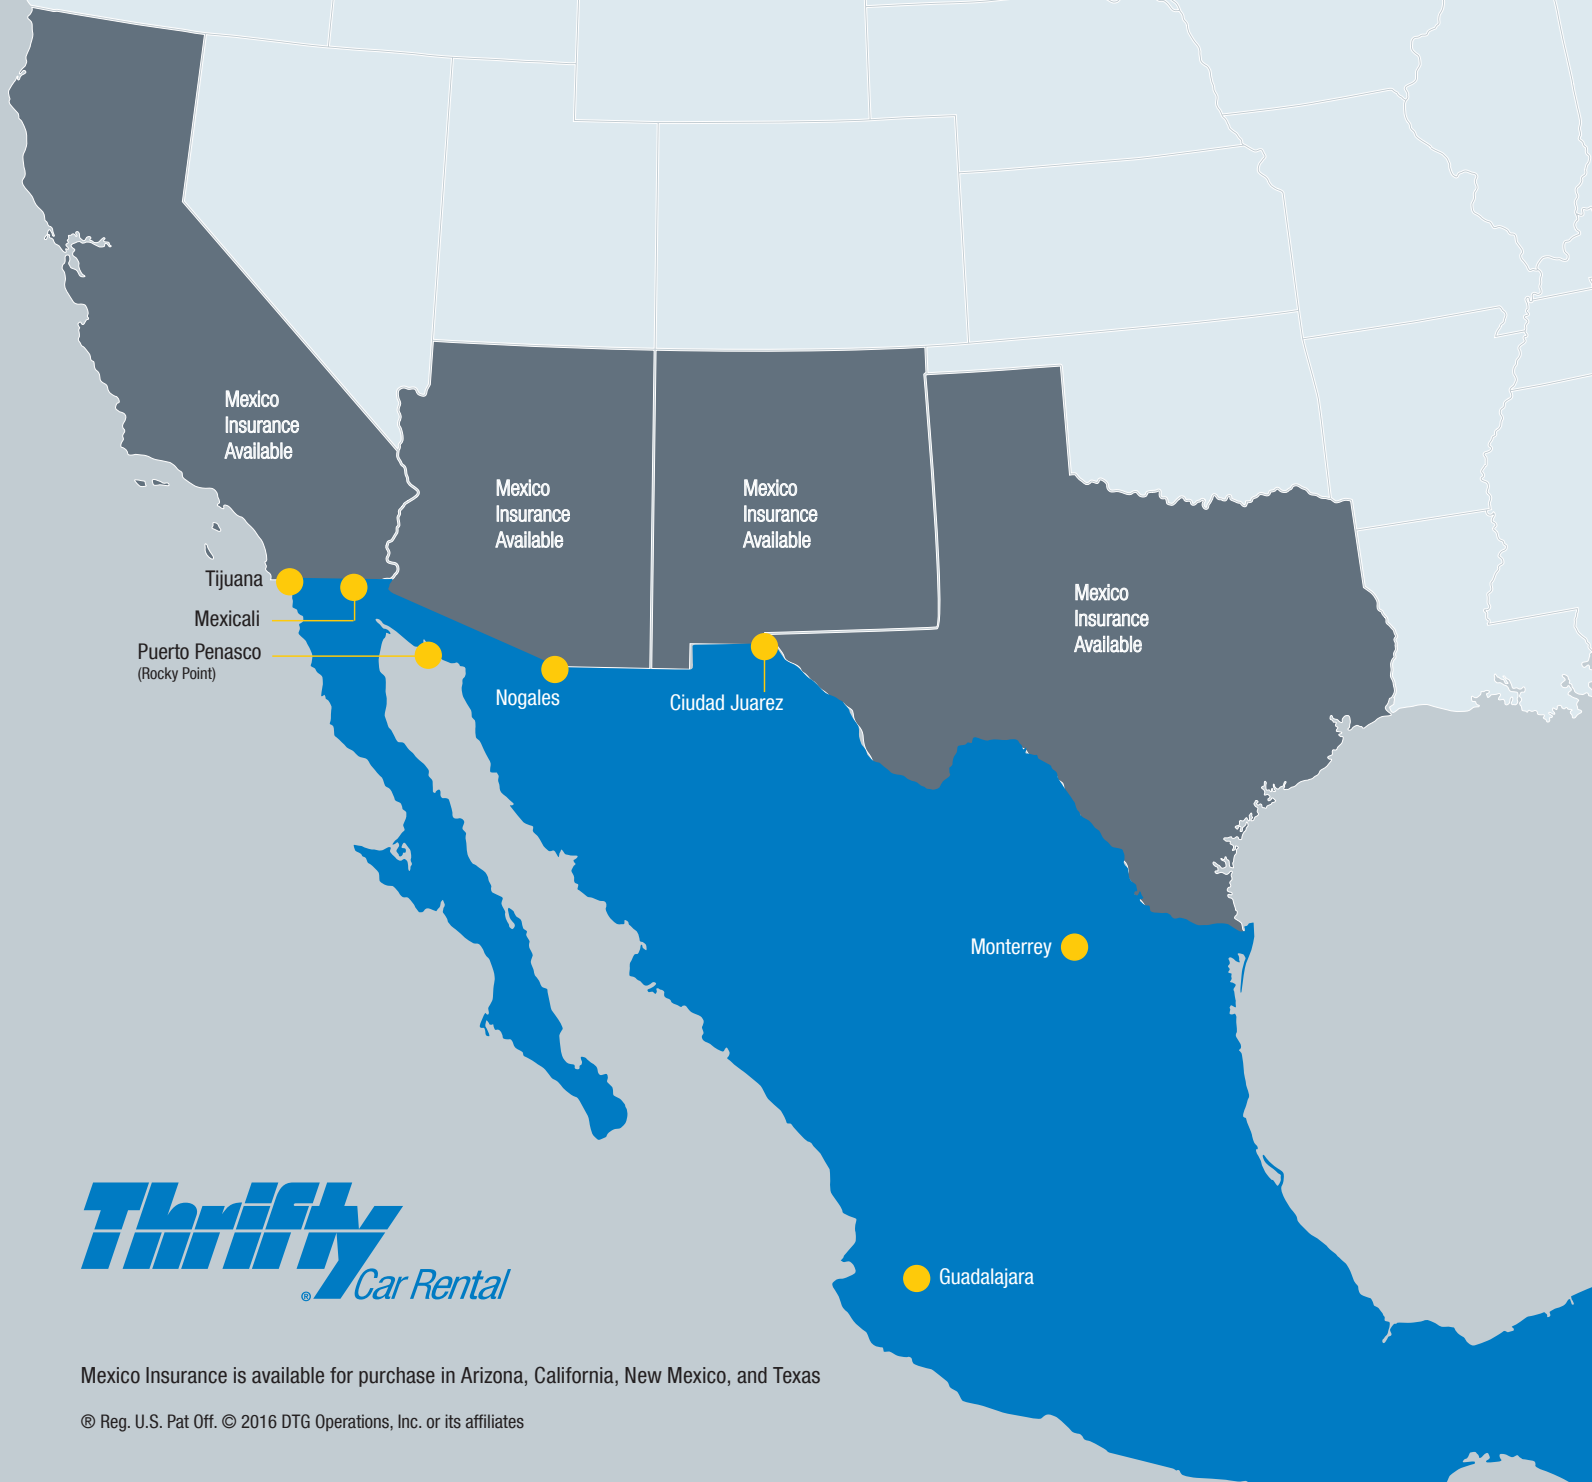 Mexico
Insurance
Available
Mexico
Insurance
Available
Mexico
Insurance
Available
Mexico
Insurance
Available
Tijuana
Mexicali
Puerto Penasco
(Rocky Point)
Nogales
Ciudad Juarez
Monterrey
Guadalajara
Thrifty
® Car Rental
Mexico Insurance is available for purchase in Arizona, California, New Mexico, and Texas
® Reg. U.S. Pat Off. © 2016 DTG Operations, Inc. or its affiliates